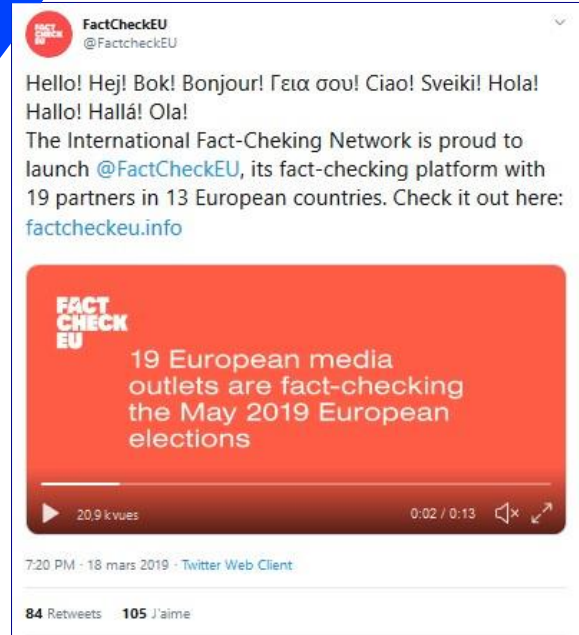 FACT
CHECK
EU
FactCheckEU
@FactcheckEU
Hello! Hej! Bok! Bonjour! Γεια σου! Ciao! Sveiki! Hola!
Hallo! Hallá! Ola!
The International Fact-Cheking Network is proud to
launch @FactCheckEU, its fact-checking platform with
19 partners in 13 European countries. Check it out here:
factcheckeu.info
FACT
CHECK
EU
19 European media
outlets are fact-checking
the May 2019 European
elections
20,9 k vues
0:02 / 0:13
7:20 PM · 18 mars 2019 · Twitter Web Client
84 Retweets 105 J'aime